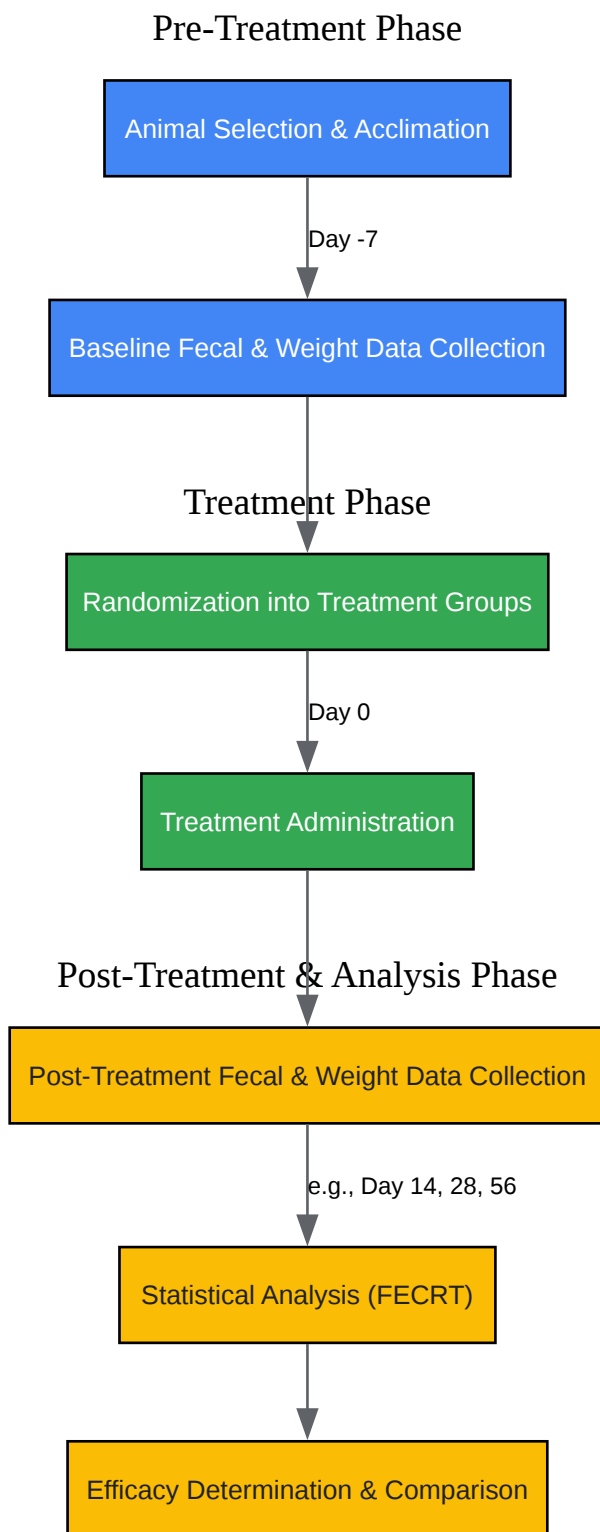 Pre-Treatment Phase
Animal Selection & Acclimation
Day -7
Baseline Fecal & Weight Data Collection
Treatment Phase
Randomization into Treatment Groups
Day 0
Treatment Administration
Post-Treatment & Analysis Phase
Post-Treatment Fecal & Weight Data Collection
e.g., Day 14, 28, 56
Statistical Analysis (FECRT)
Efficacy Determination & Comparison